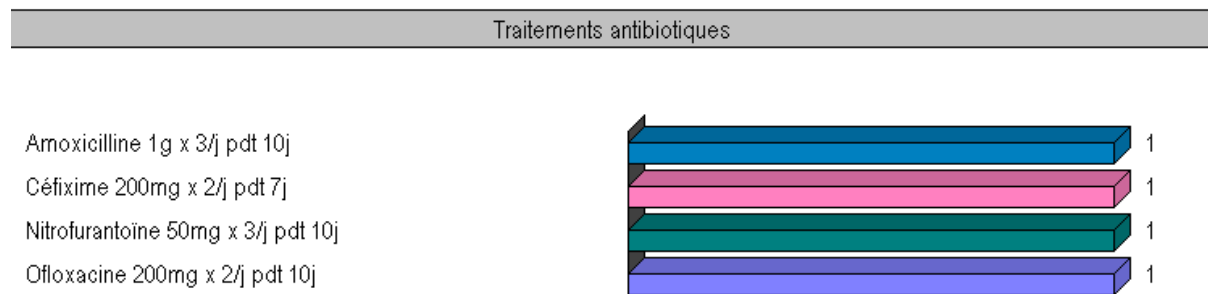 Traitements antibiotiques
Amoxicilline 1g x 3/j pdt 10j 1
Céfixime 200mg x 2/j pdt 7j 1
Nitrofurantoïne 50mg x 3/j pdt 10j 1
Ofloxacine 200mg x 2/j pdt 10j 1